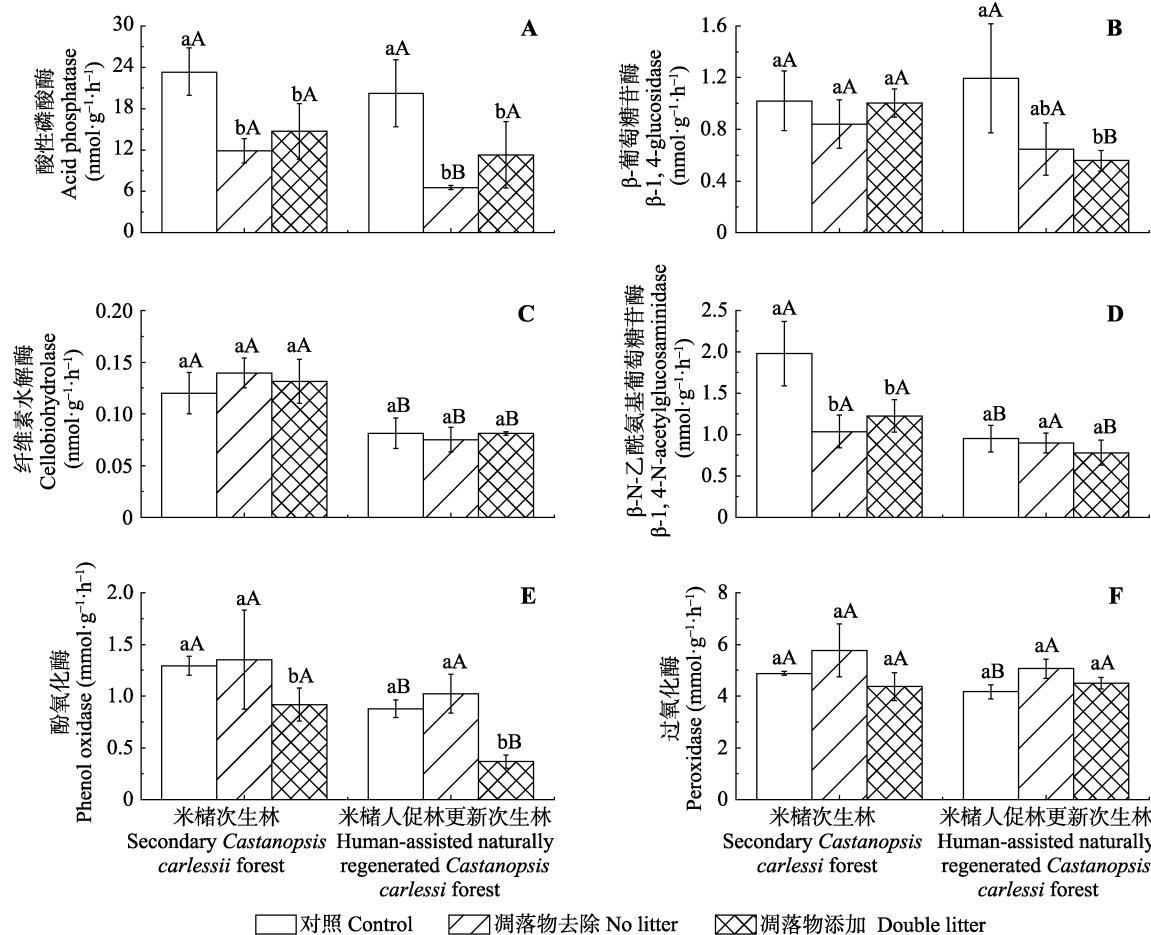 A
酸性磷酸酶
Acid phosphatase
(nmol·g⁻¹·h⁻¹)
30
24
18
12
6
0
aA
bA
bA
aA
bB
bA
B
β-葡萄糖苷酶
β-1, 4-glucosidase
(nmol·g⁻¹·h⁻¹)
1.6
1.2
0.8
0.4
0
aA
aA
aA
aA
abA
bB
C
纤维素水解酶
Cellobiohydrolase
(nmol·g⁻¹·h⁻¹)
0.20
0.15
0.10
0.05
0
aA
aA
aA
aB
aB
aB
D
β-N-乙酰氨基葡萄糖苷酶
β-1, 4-N-acetylglucosaminidase
(nmol·g⁻¹·h⁻¹)
2.5
2.0
1.5
1.0
0.5
0
aA
bA
bA
aB
aA
aB
E
酚氧化酶
Phenol oxidase (mmol·g⁻¹·h⁻¹)
2.0
1.5
1.0
0.5
0
aA
aA
bA
aB
aA
bB
米槠次生林
Secondary Castanopsis
carlessii forest
米槠人促林更新次生林
Human-assisted naturally
regenerated Castanopsis
carlessi forest
F
过氧化酶
Peroxidase (mmol·g⁻¹·h⁻¹)
8
6
4
2
0
aA
aA
aA
aB
aA
aA
米槠次生林
Secondary Castanopsis
carlessi forest
米槠人促林更新次生林
Human-assisted naturally
regenerated Castanopsis
carlessi forest
对照 Control
凋落物去除 No litter
凋落物添加 Double litter